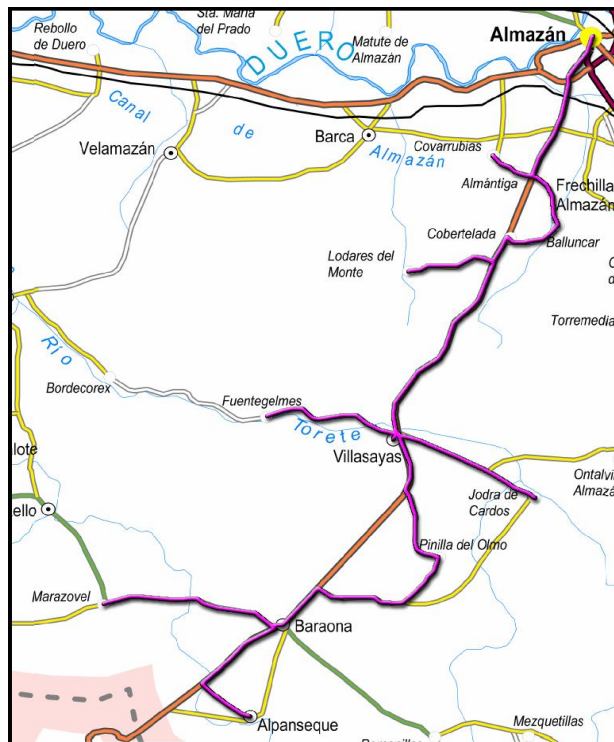 Rebollo
de Duero
Sta. María
del Prado
DUERO
Matute de
Almazán
Almazán
Canal
de
Almazán
Velamazán
Barca
Covarrubias
Almántiga
Frechilla
Almazán
Cobertelada
Balluncar
Lodares del
Monte
Torremedia
Río
Torete
Bordecorex
Fuentegelmes
Villasayas
lote
ello
Jodra de
Cardos
Ontalvil
Almazá
Pinilla del Olmo
Marazovel
Baraona
Alpanseque
Mezquetillas